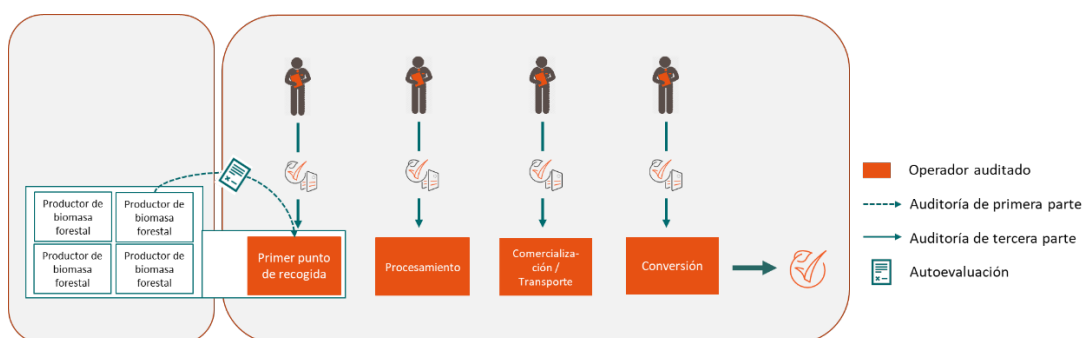 Productor de
biomasa
forestal
Productor de
biomasa
forestal
Productor de
biomasa
forestal
Productor de
biomasa
forestal
Primer punto
de recogida
Procesamiento
Comercializa-
ción /
Transporte
Conversión
Operador auditado
Auditoría de primera parte
Auditoría de tercera parte
Autoevaluación